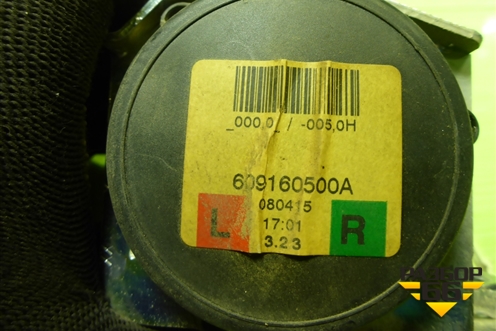 _000,0_ / -005,0H
609160500A
080415
L 17:01 R
3.23